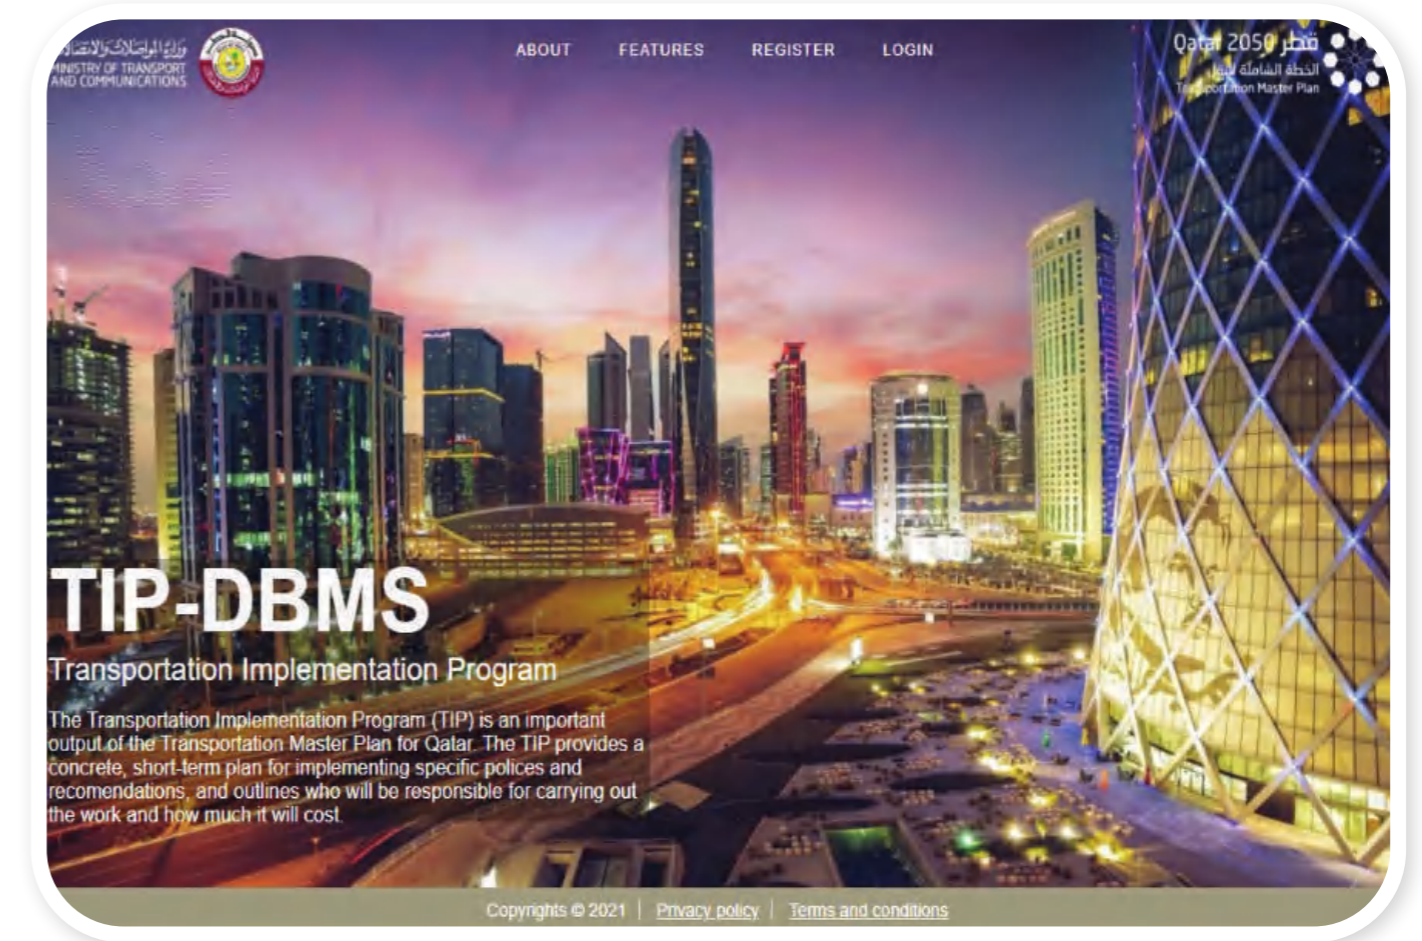 وزارة المواصلات والاتصالات
MINISTRY OF TRANSPORT
AND COMMUNICATIONS
ABOUT FEATURES REGISTER LOGIN
Qatar 2050 قطر
الخطة الشاملة للنقل
Transportation Master Plan
TIP-DBMS
Transportation Implementation Program
The Transportation Implementation Program (TIP) is an important
output of the Transportation Master Plan for Qatar. The TIP provides a
concrete, short-term plan for implementing specific polices and
recomendations, and outlines who will be responsible for carrying out
the work and how much it will cost.
Copyrights © 2021 | Privacy policy | Terms and conditions